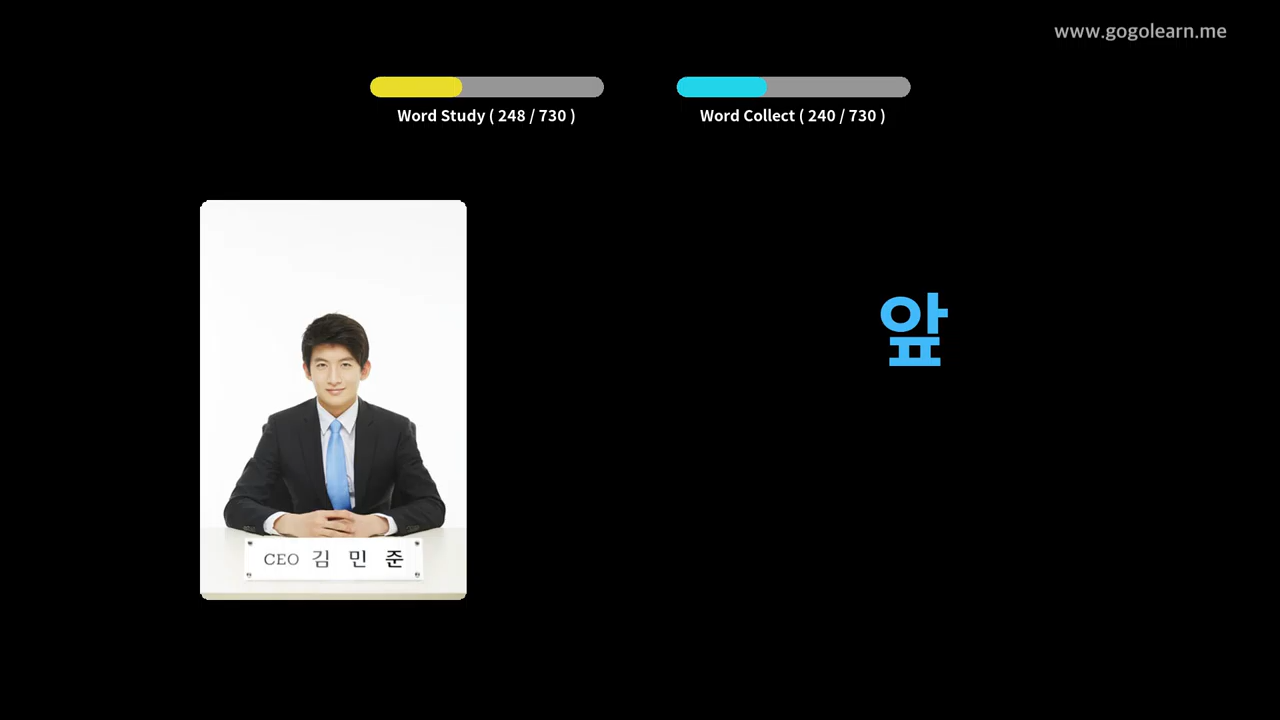 www.gogolearn.me
Word Study ( 248 / 730 )
Word Collect ( 240 / 730 )
앞
CEO 김 민 준